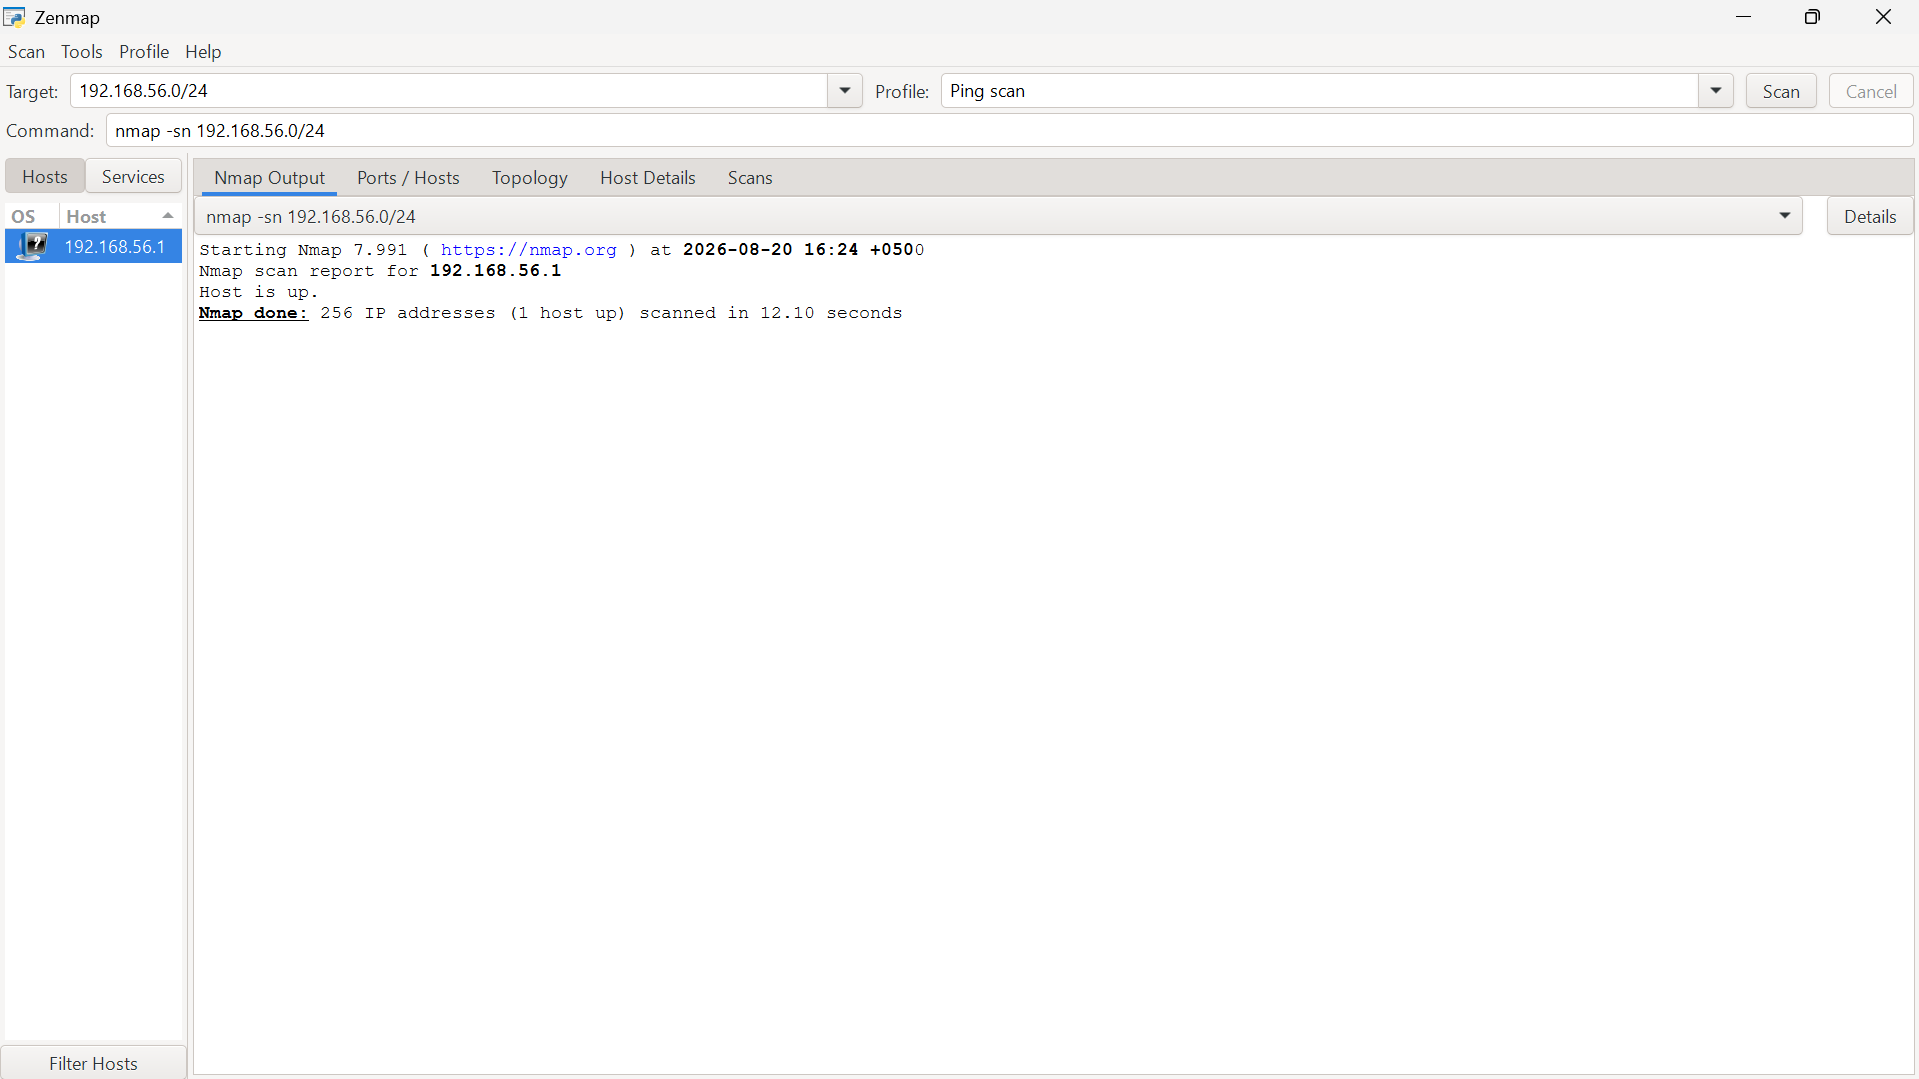 Zenmap
Scan Tools Profile Help
Target: 192.168.56.0/24 Profile: Ping scan Scan Cancel
Command: nmap -sn 192.168.56.0/24
Hosts Services Nmap Output Ports / Hosts Topology Host Details Scans
OS Host nmap -sn 192.168.56.0/24 Details
192.168.56.1
Starting Nmap 7.991 ( https://nmap.org ) at 2026-08-20 16:24 +0500
Nmap scan report for 192.168.56.1
Host is up.
Nmap done: 256 IP addresses (1 host up) scanned in 12.10 seconds
Filter Hosts